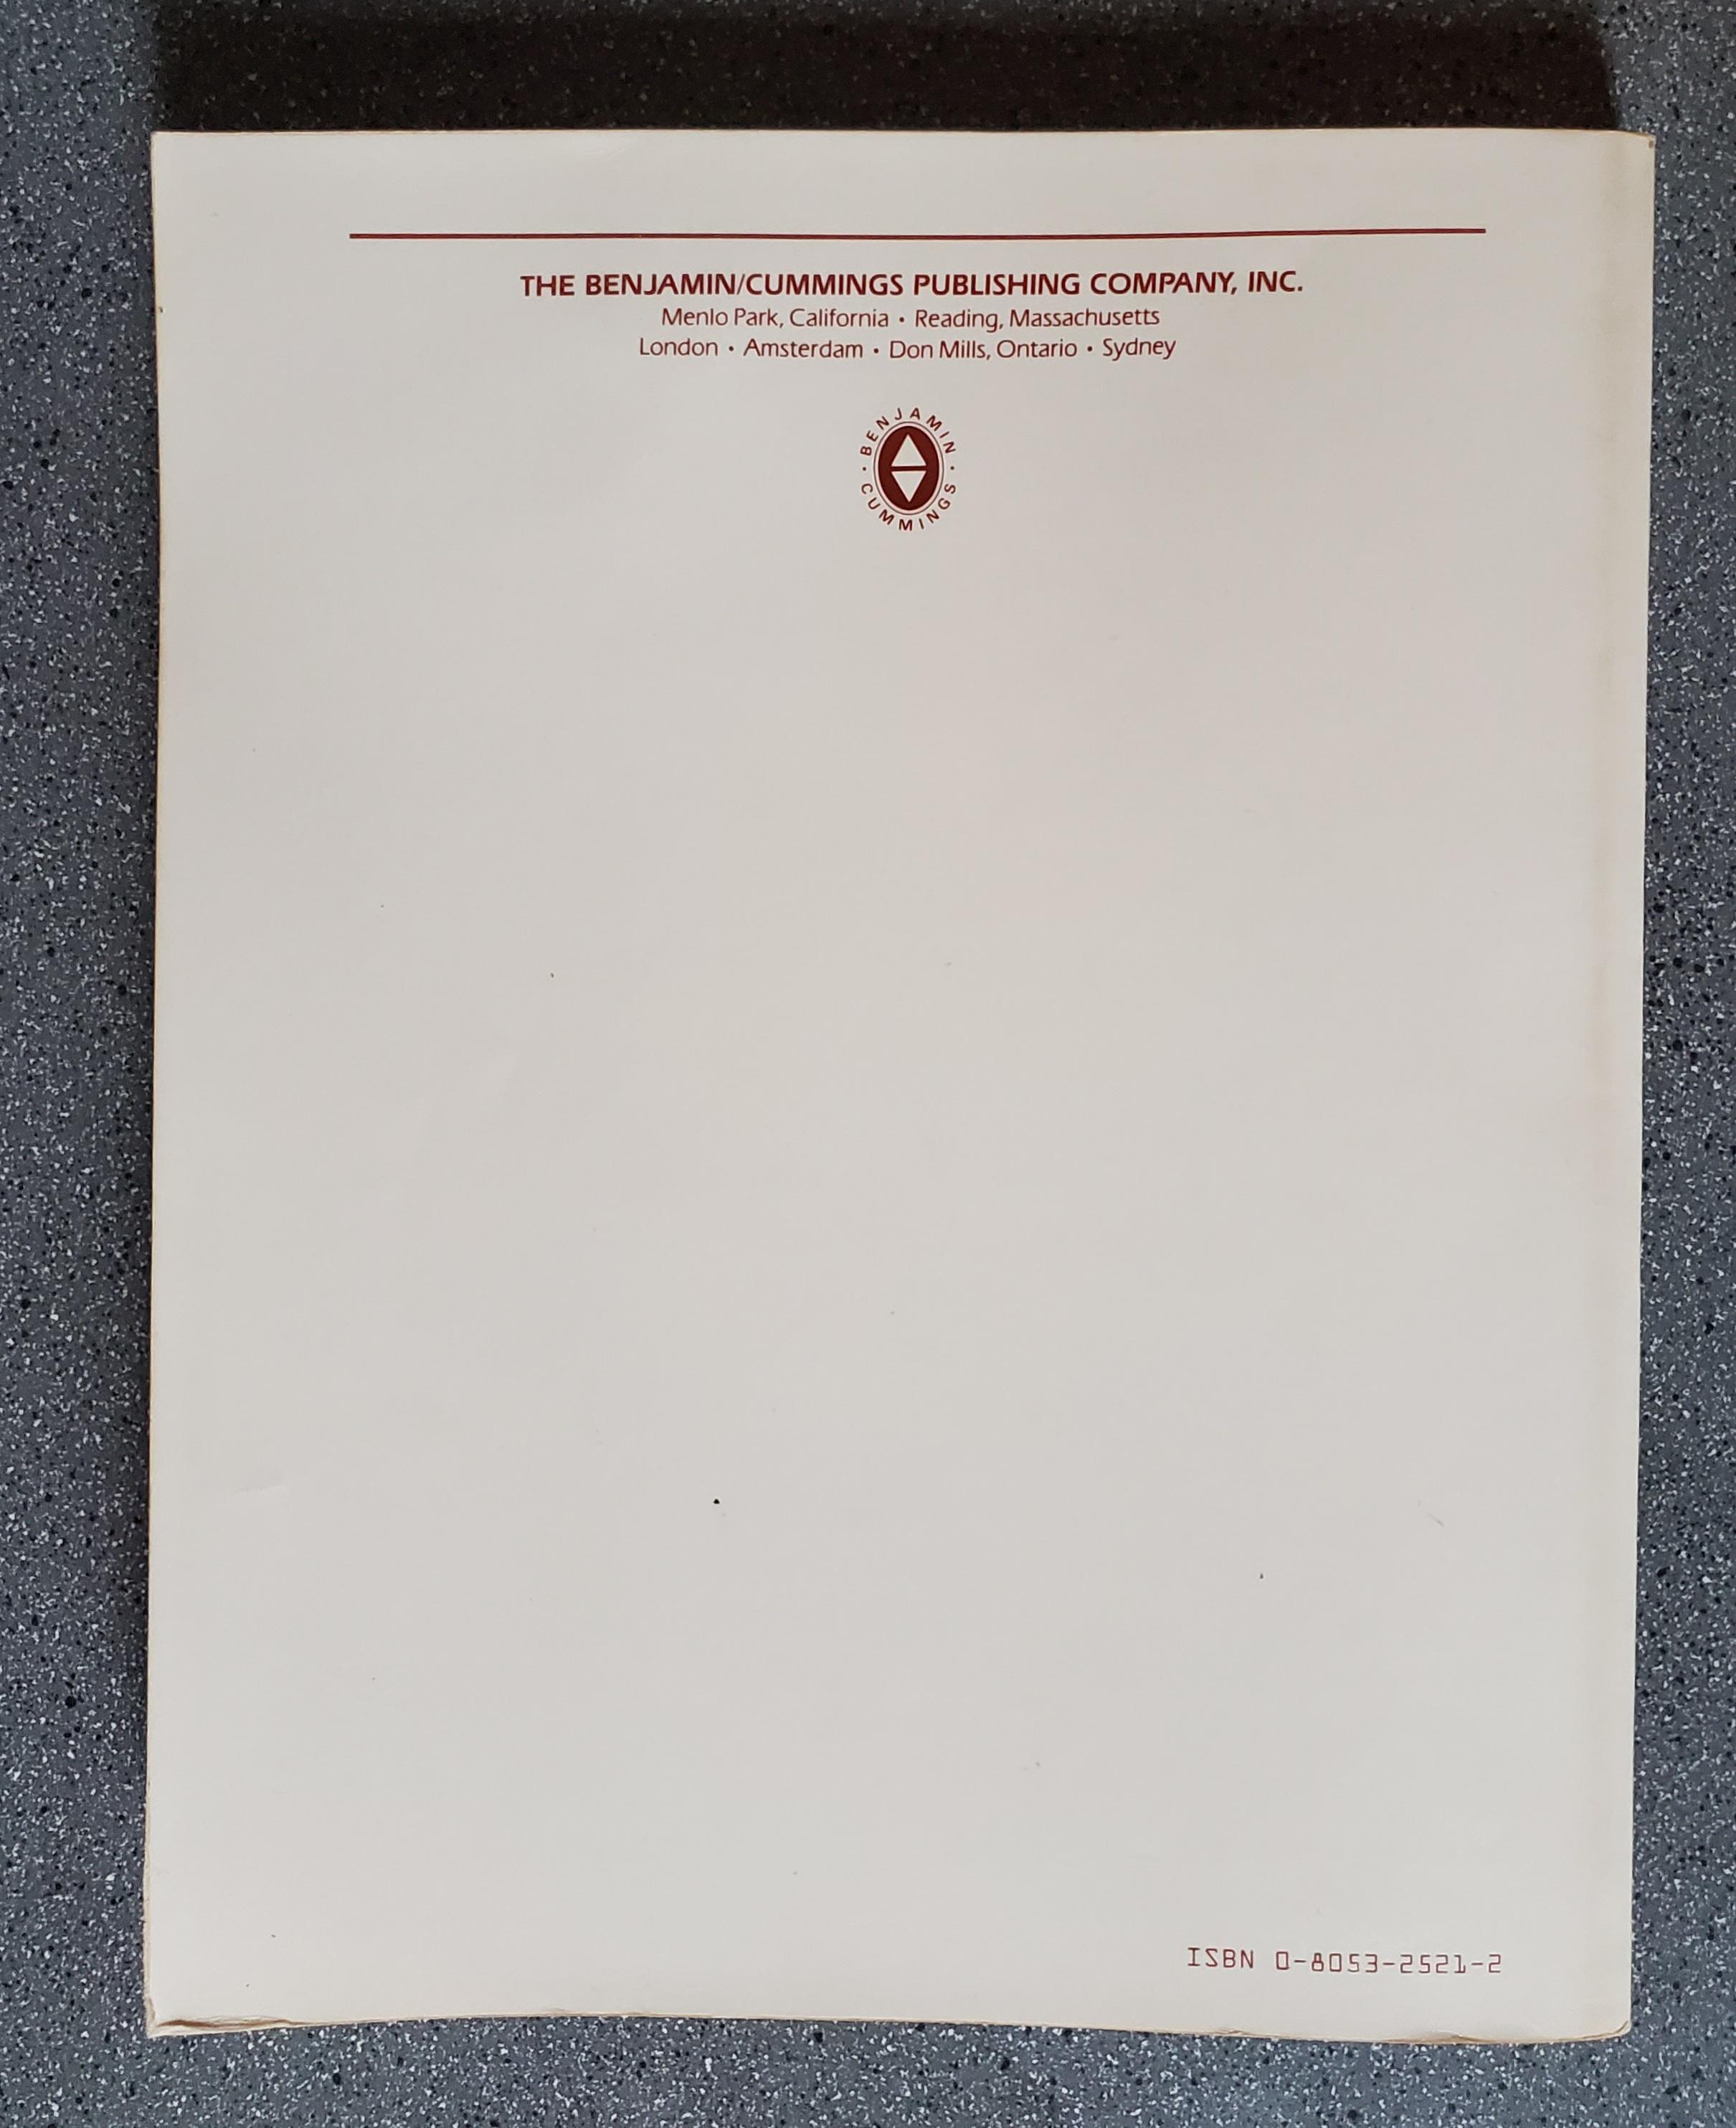 THE BENJAMIN/CUMMINGS PUBLISHING COMPANY, INC.
Menlo Park, California • Reading, Massachusetts
London • Amsterdam • Don Mills, Ontario • Sydney
• BENJAMIN •
CUMMINGS
ISBN 0-8053-2521-2